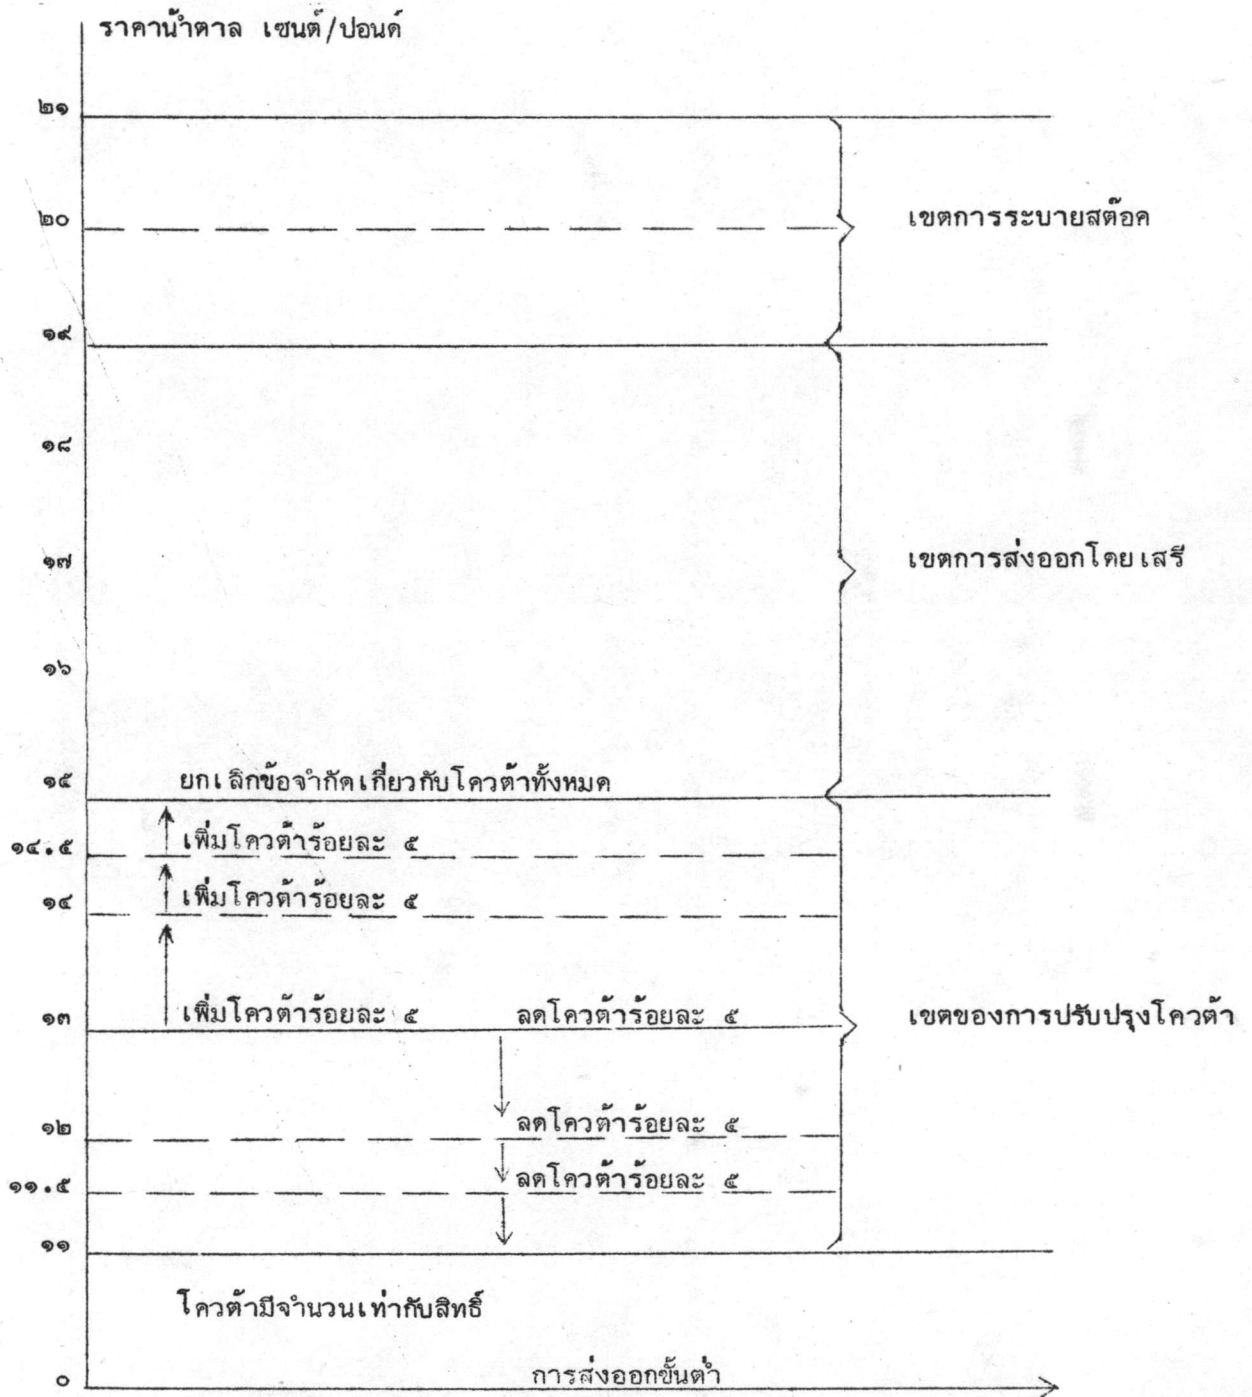 ราคาน้ำตาล เซนต์/ปอนด์
๒๑
๒๐
เขตการระบายสต๊อค
๑๙
๑๘
๑๗
เขตการส่งออกโดยเสรี
๑๖
๑๕
ยกเลิกข้อจำกัดเกี่ยวกับโควต้าทั้งหมด
๑๔.๕
เพิ่มโควต้าร้อยละ ๕
๑๔
เพิ่มโควต้าร้อยละ ๕
๑๓
เพิ่มโควต้าร้อยละ ๕ ลดโควต้าร้อยละ ๕
เขตของการปรับปรุงโควต้า
๑๒
ลดโควต้าร้อยละ ๕
๑๑.๕
ลดโควต้าร้อยละ ๕
๑๑
โควต้ามีจำนวนเท่ากับสิทธิ์
๐
การส่งออกขั้นต่ำ